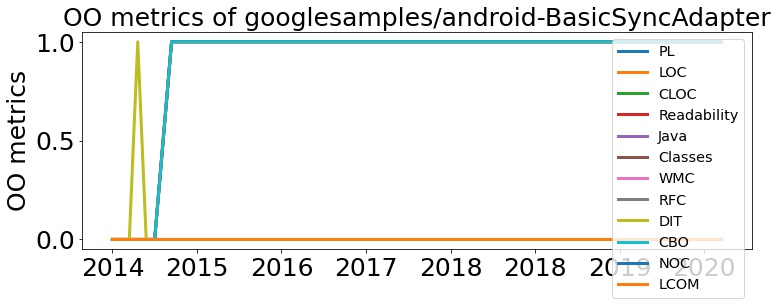 OO metrics of googlesamples/android-BasicSyncAdapter
OO metrics
1.0
0.5
0.0
2014 2015 2016 2017 2018 2018 2019 2020
PL
LOC
CLOC
Readability
Java
Classes
WMC
RFC
DIT
CBO
NOC
LCOM